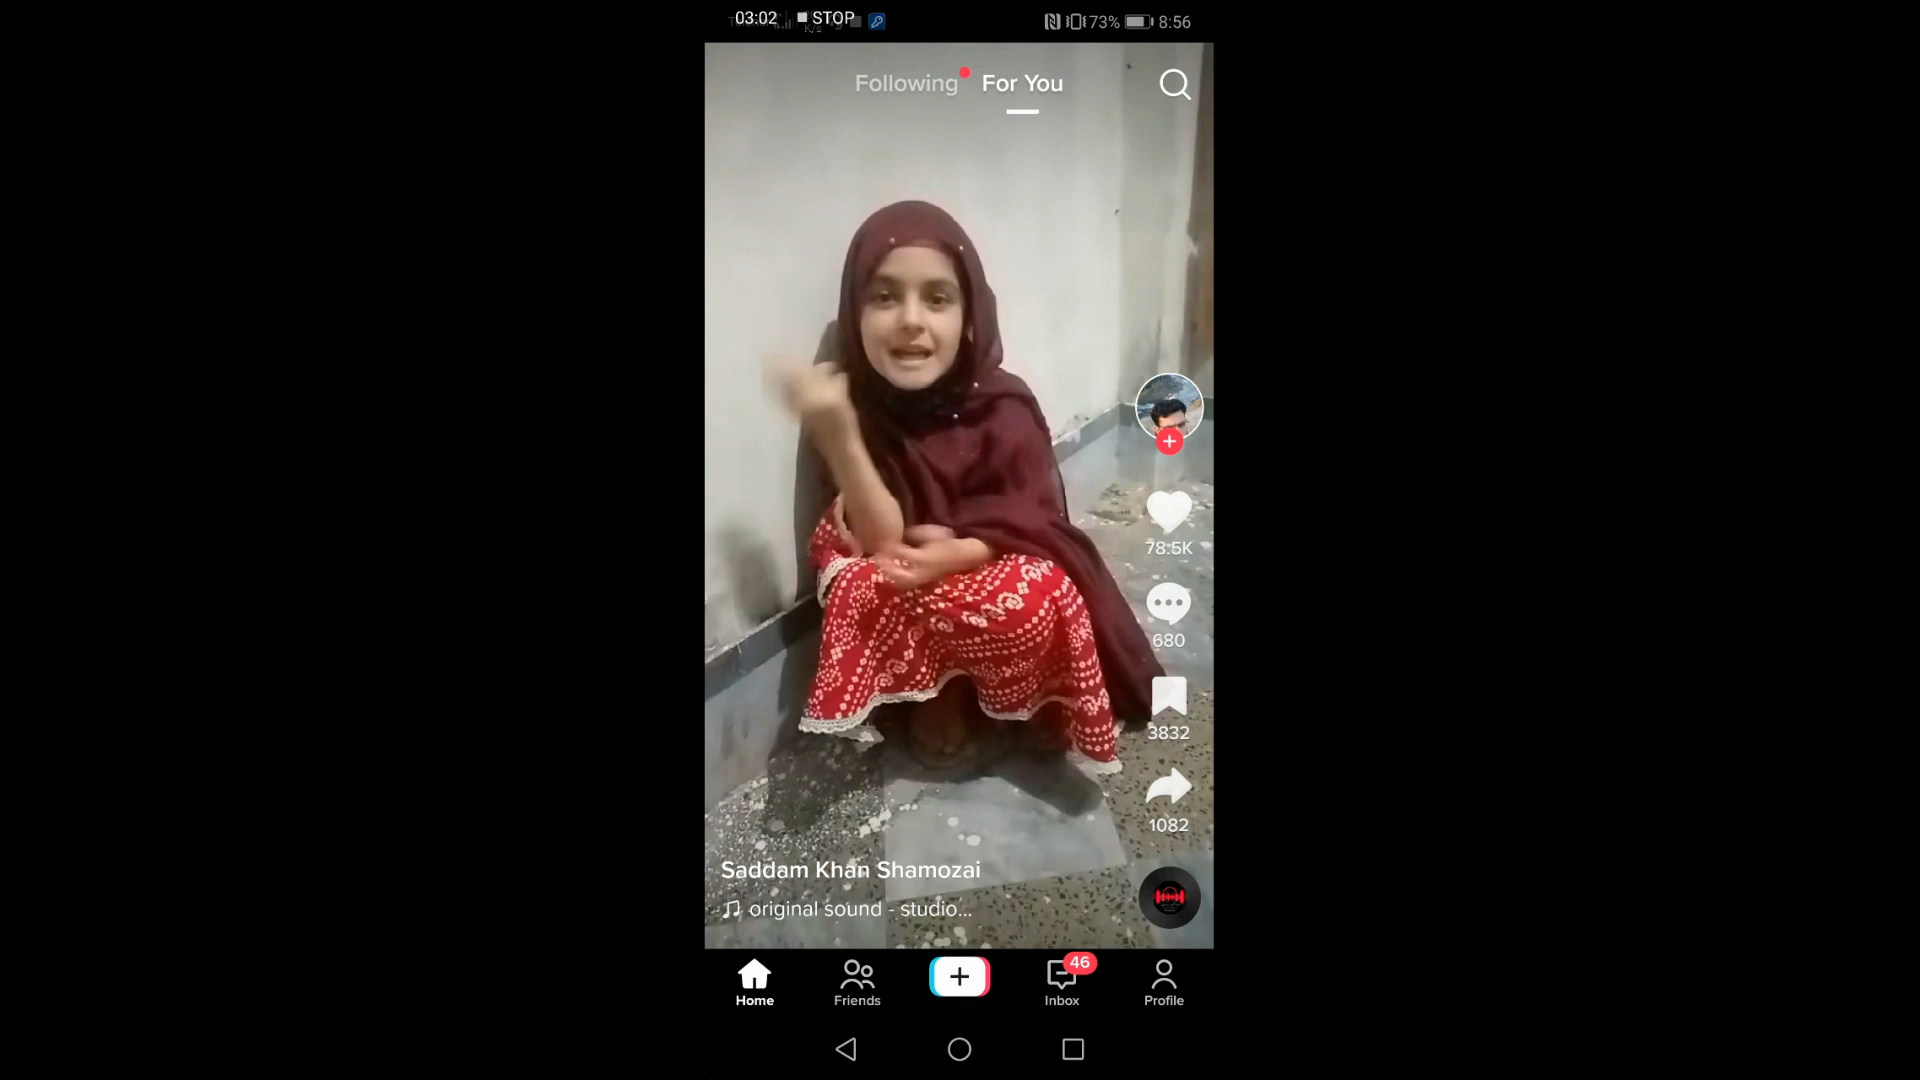 03:02 STOP
73% 8:56
Following For You
78.5K
680
3832
1082
Saddam Khan Shamozai
original sound - studio...
46
Home Friends Inbox Profile